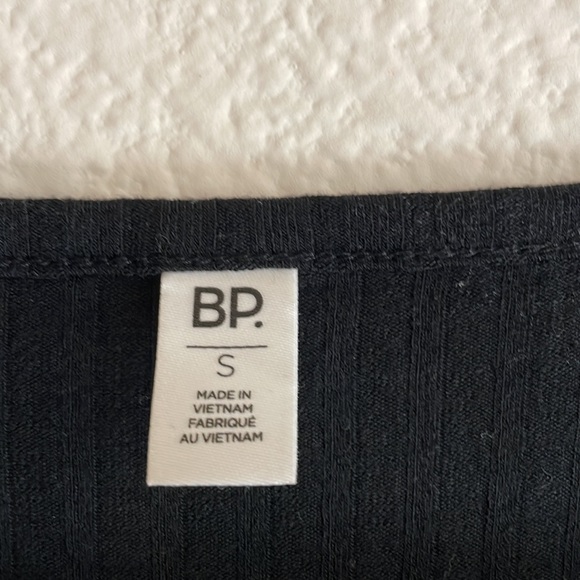 BP.
S
MADE IN
VIETNAM
FABRIQUÉ
AU VIETNAM